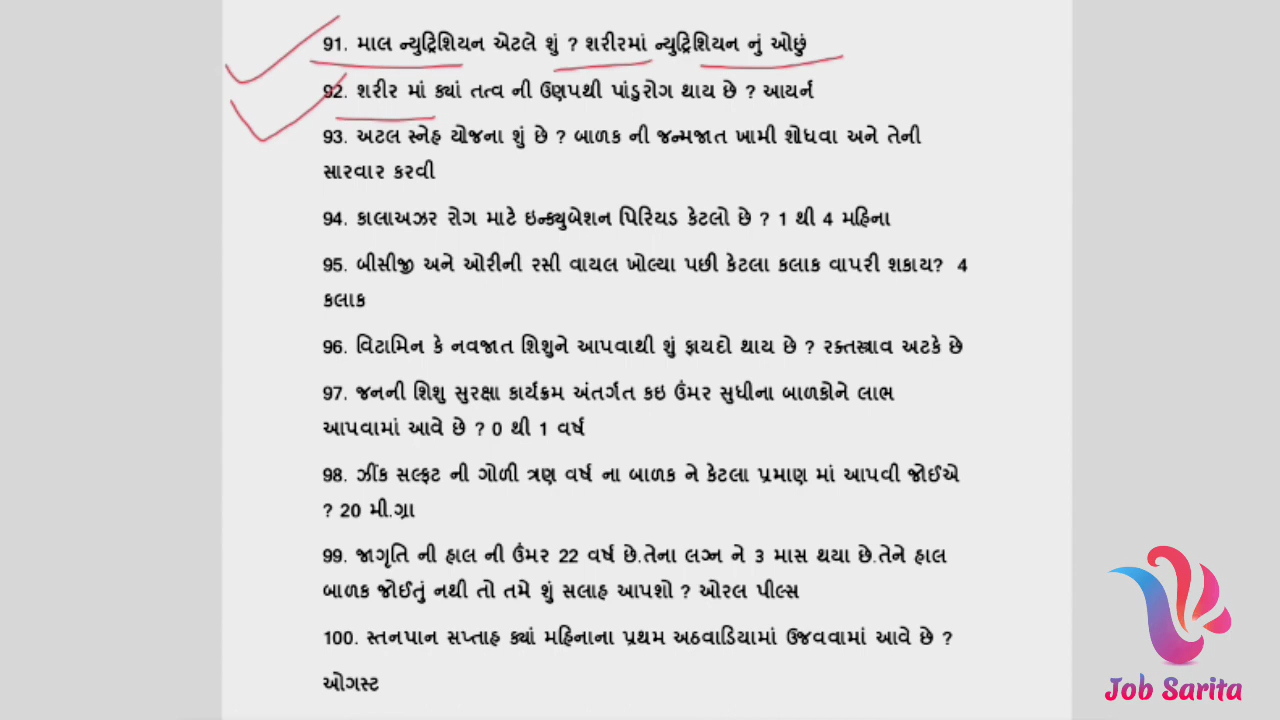 91. માલ ન્યુટ્રિશિયન એટલે શું ? શરીરમાં ન્યુટ્રિશિયન નું ઓછું
92. શરીર માં ક્યાં તત્વ ની ઉણપથી પાંડુરોગ થાય છે ? આયર્ન
93. અટલ સ્નેહ યોજના શું છે ? બાળક ની જન્મજાત ખામી શોધવા અને તેની
સારવાર કરવી
94. કાલાઅઝર રોગ માટે ઇન્ક્યુબેશન પિરિયડ કેટલો છે ? 1 થી 4 મહિના
95. બીસીજી અને ઓરીની રસી વાયલ ખોલ્યા પછી કેટલા કલાક વાપરી શકાય? 4
કલાક
96. વિટામિન કે નવજાત શિશુને આપવાથી શું ફાયદો થાય છે ? રક્તસ્ત્રાવ અટકે છે
97. જનની શિશુ સુરક્ષા કાર્યક્રમ અંતર્ગત કઇ ઉંમર સુધીના બાળકોને લાભ
આપવામાં આવે છે ? 0 થી 1 વર્ષ
98. ઝીંક સલ્ફટ ની ગોળી ત્રણ વર્ષ ના બાળક ને કેટલા પ્રમાણ માં આપવી જોઈએ
? 20 મી.ગ્રા
99. જાગૃતિ ની હાલ ની ઉંમર 22 વર્ષ છે.તેના લગ્ન ને 3 માસ થયા છે.તેને હાલ
બાળક જોઈતું નથી તો તમે શું સલાહ આપશો ? ઓરલ પીલ્સ
100. સ્તનપાન સપ્તાહ ક્યાં મહિનાના પ્રથમ અઠવાડિયામાં ઉજવવામાં આવે છે ?
ઓગસ્ટ
Job Sarita